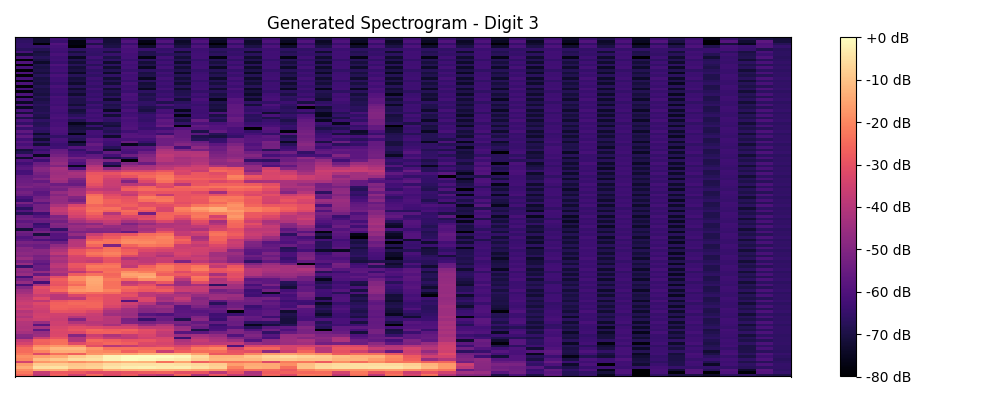 Generated Spectrogram - Digit 3
+0 dB
-10 dB
-20 dB
-30 dB
-40 dB
-50 dB
-60 dB
-70 dB
-80 dB